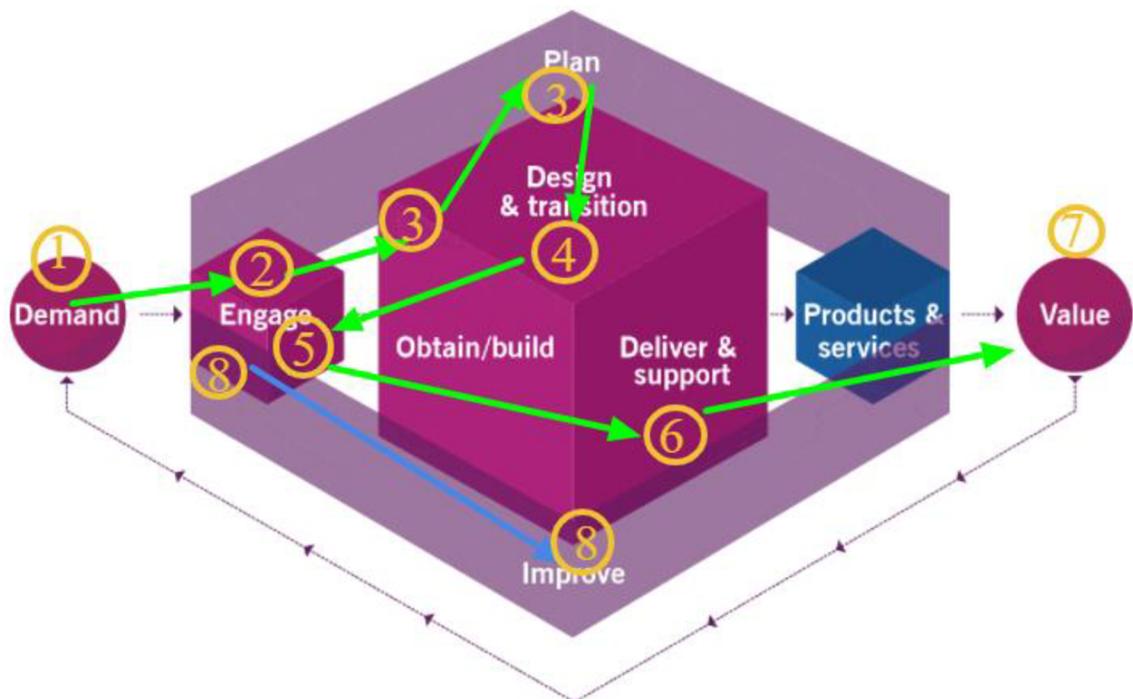 Plan
3
Design
& transition
3
4
1
Demand
2
Engage
5
8
Obtain/build
Deliver &
support
6
Products &
services
7
Value
8
Improve